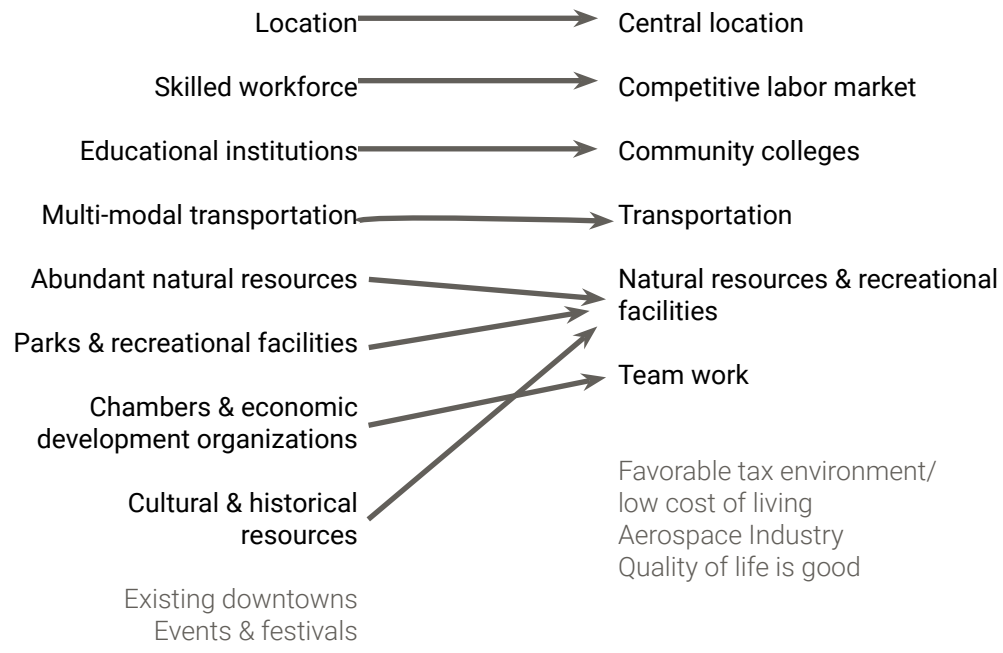 Location
Central location
Skilled workforce
Competitive labor market
Educational institutions
Community colleges
Multi-modal transportation
Transportation
Abundant natural resources
Natural resources & recreational
facilities
Parks & recreational facilities
Team work
Chambers & economic
development organizations
Favorable tax environment/
low cost of living
Aerospace Industry
Quality of life is good
Cultural & historical
resources
Existing downtowns
Events & festivals